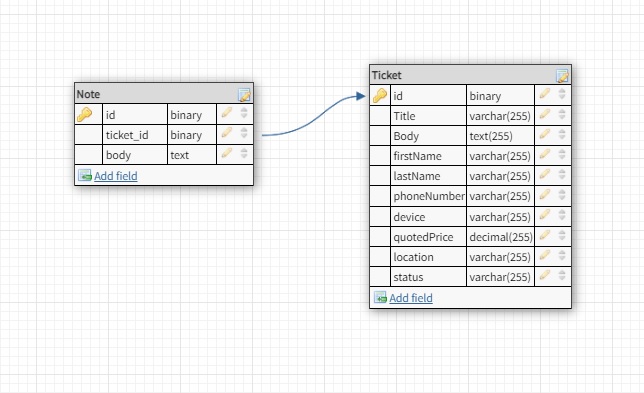 Note
id binary
ticket_id binary
body text
Add field
Ticket
id binary
Title varchar(255)
Body text(255)
firstName varchar(255)
lastName varchar(255)
phoneNumber varchar(255)
device varchar(255)
quotedPrice decimal(255)
location varchar(255)
status varchar(255)
Add field